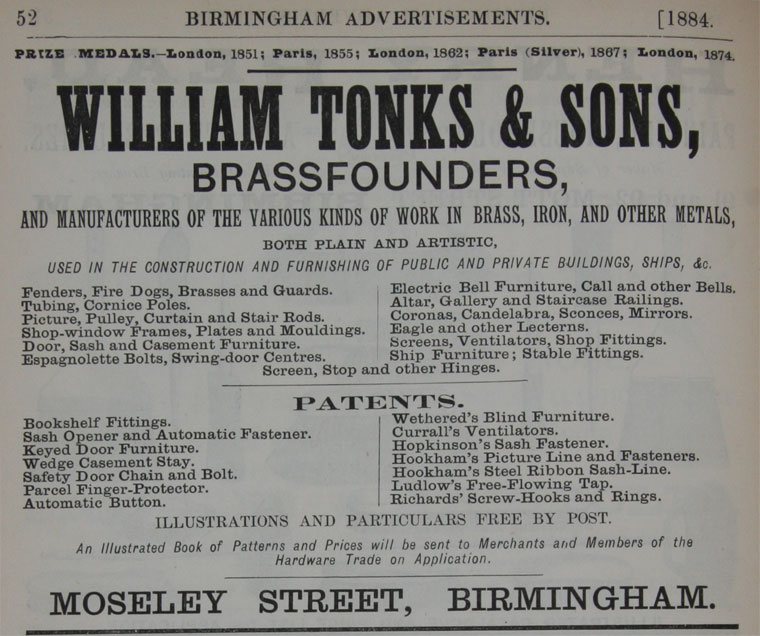 52 BIRMINGHAM ADVERTISEMENTS. [1884.
PRIZE MEDALS.—London, 1851; Paris, 1855; London, 1862; Paris (Silver), 1867; London, 1874.
WILLIAM TONKS & SONS,
BRASSFOUNDERS,
AND MANUFACTURERS OF THE VARIOUS KINDS OF WORK IN BRASS, IRON, AND OTHER METALS,
BOTH PLAIN AND ARTISTIC,
USED IN THE CONSTRUCTION AND FURNISHING OF PUBLIC AND PRIVATE BUILDINGS, SHIPS, &c.
Fenders, Fire Dogs, Brasses and Guards.
Tubing, Cornice Poles.
Picture, Pulley, Curtain and Stair Rods.
Shop-window Frames, Plates and Mouldings.
Door, Sash and Casement Furniture.
Espagnolette Bolts, Swing-door Centres.
Electric Bell Furniture, Call and other Bells.
Altar, Gallery and Staircase Railings.
Coronas, Candelabra, Sconces, Mirrors.
Eagle and other Lecterns.
Screens, Ventilators, Shop Fittings.
Ship Furniture; Stable Fittings.
Screen, Stop and other Hinges.
PATENTS.
Bookshelf Fittings.
Sash Opener and Automatic Fastener.
Keyed Door Furniture.
Wedge Casement Stay.
Safety Door Chain and Bolt.
Parcel Finger-Protector.
Automatic Button.
Wethered's Blind Furniture.
Currall's Ventilators.
Hopkinson's Sash Fastener.
Hookham's Picture Line and Fasteners.
Hookham's Steel Ribbon Sash-Line.
Ludlow's Free-Flowing Tap.
Richards' Screw-Hooks and Rings.
ILLUSTRATIONS AND PARTICULARS FREE BY POST.
An Illustrated Book of Patterns and Prices will be sent to Merchants and Members of the
Hardware Trade on Application.
MOSELEY STREET, BIRMINGHAM.